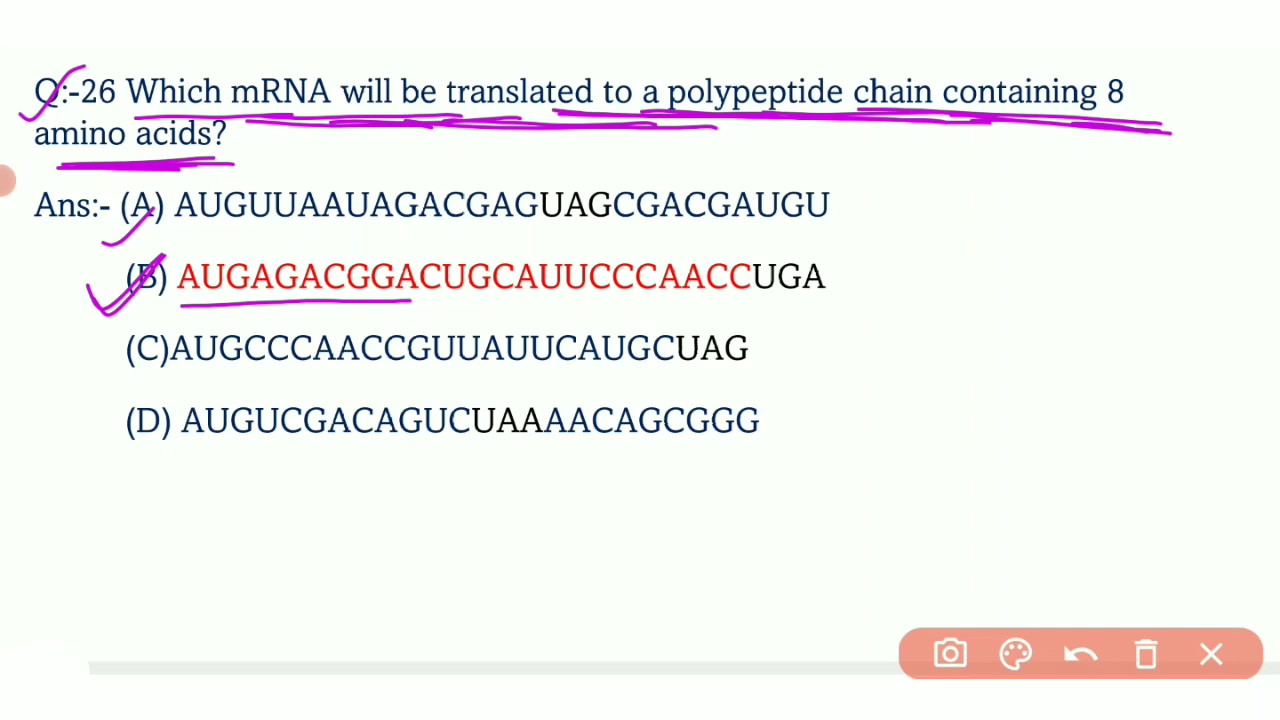 Q:-26 Which mRNA will be translated to a polypeptide chain containing 8
amino acids?
Ans:- (A) AUGUUAAUAGACGAGUAGCGACGAUGU
(B) AUGAGACGGACUGCAUUCCCAACCUGA
(C)AUGCCCAACCGUUAUUCAUGCUAG
(D) AUGUCGACAGUCUAAAACAGCGGG